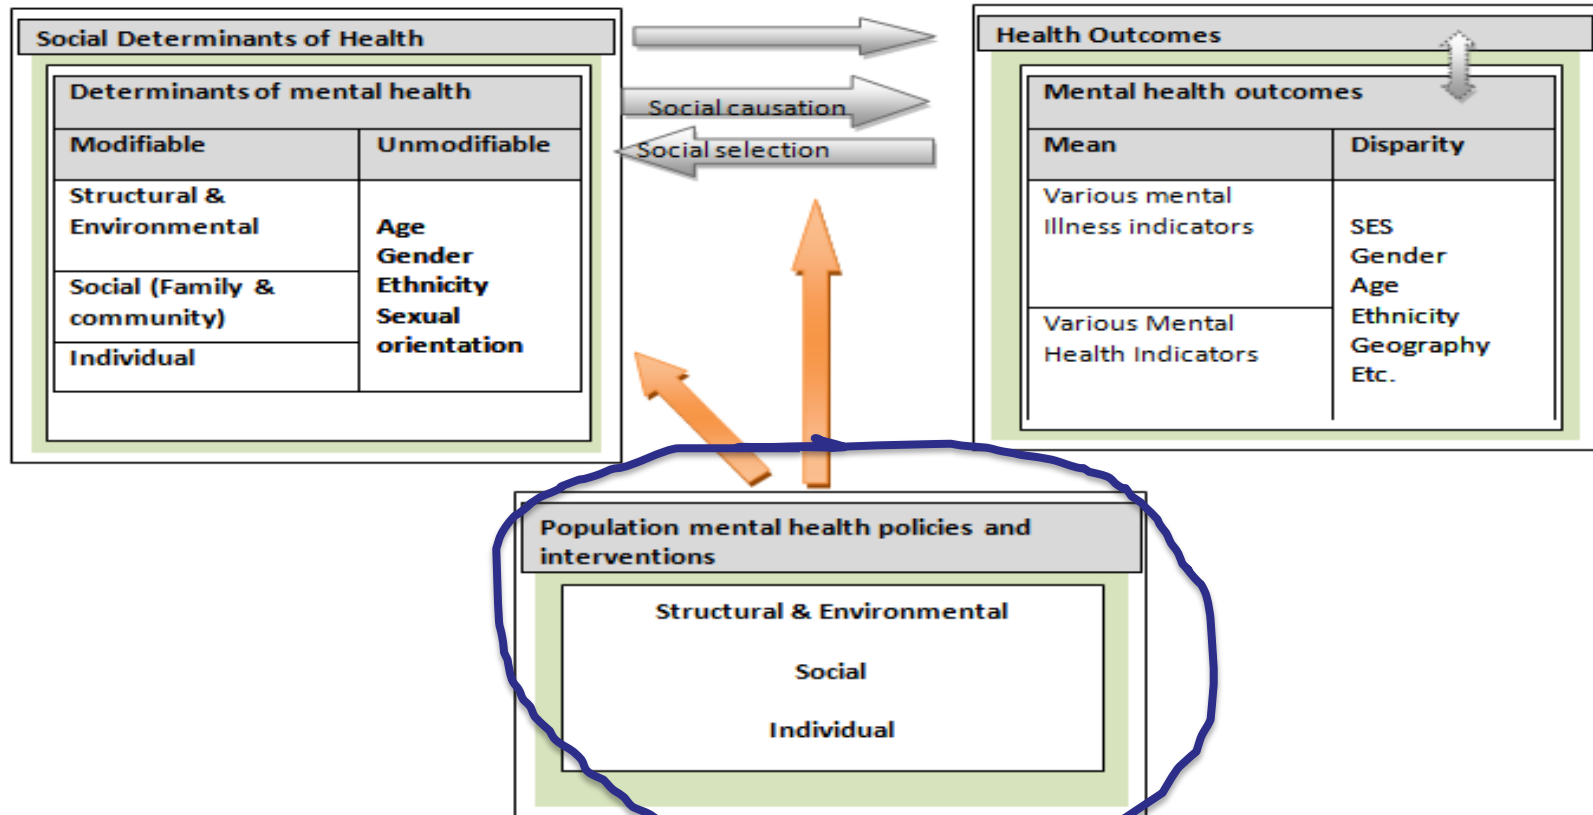 Social Determinants of Health
Determinants of mental health
Modifiable
Unmodifiable
Structural &
Environmental
Social (Family &
community)
Individual
Age
Gender
Ethnicity
Sexual
orientation
Social causation
Social selection
Health Outcomes
Mental health outcomes
Mean
Disparity
Various mental
Illness indicators
Various Mental
Health Indicators
SES
Gender
Age
Ethnicity
Geography
Etc.
Population mental health policies and
interventions
Structural & Environmental
Social
Individual